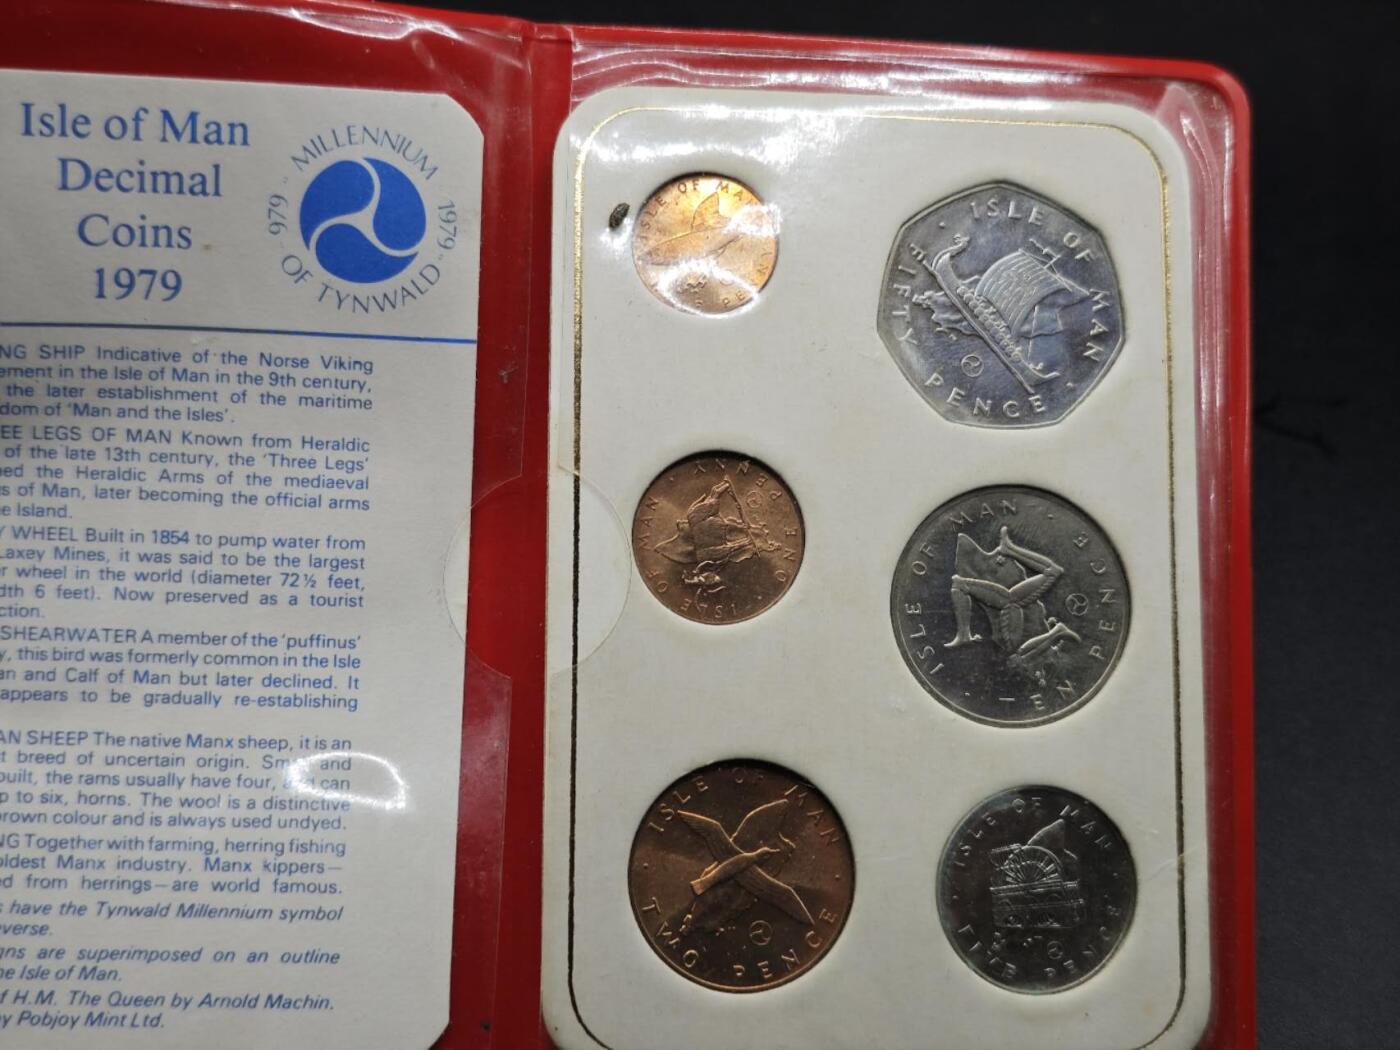 Isle of Man
Decimal
Coins
1979
MILLENNIUM
979 1979
OF TYNWALD
NG SHIP Indicative of the Norse Viking
ement in the Isle of Man in the 9th century,
the later establishment of the maritime
dom of 'Man and the Isles'.
EE LEGS OF MAN Known from Heraldic
of the late 13th century, the 'Three Legs'
ed the Heraldic Arms of the mediaeval
s of Man, later becoming the official arms
e Island.
Y WHEEL Built in 1854 to pump water from
Laxey Mines, it was said to be the largest
r wheel in the world (diameter 72½ feet,
dth 6 feet). Now preserved as a tourist
ction.
SHEARWATER A member of the 'puffinus'
y, this bird was formerly common in the Isle
an and Calf of Man but later declined. It
appears to be gradually re-establishing
AN SHEEP The native Manx sheep, it is an
t breed of uncertain origin. Small and
built, the rams usually have four, and can
p to six, horns. The wool is a distinctive
brown colour and is always used undyed.
NG Together with farming, herring fishing
oldest Manx industry. Manx kippers—
ed from herrings—are world famous.
s have the Tynwald Millennium symbol
verse.
gns are superimposed on an outline
he Isle of Man.
f H.M. The Queen by Arnold Machin.
by Pobjoy Mint Ltd.
ISLE OF MAN
ISLE OF MAN
FIFTY PENCE
ISLE OF MAN
ONE PENNY
ISLE OF MAN
TEN PENCE
ISLE OF MAN
TWO PENCE
ISLE OF MAN
FIVE PENCE